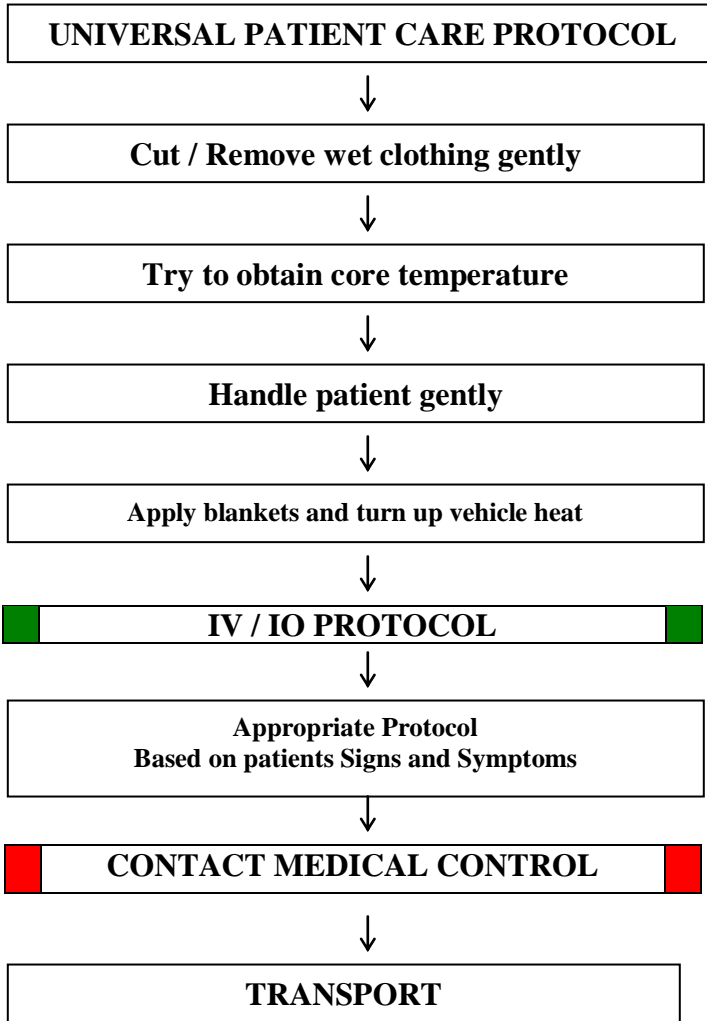 UNIVERSAL PATIENT CARE PROTOCOL
Cut / Remove wet clothing gently
Try to obtain core temperature
Handle patient gently
Apply blankets and turn up vehicle heat
IV / IO PROTOCOL
Appropriate Protocol
Based on patients Signs and Symptoms
CONTACT MEDICAL CONTROL
TRANSPORT